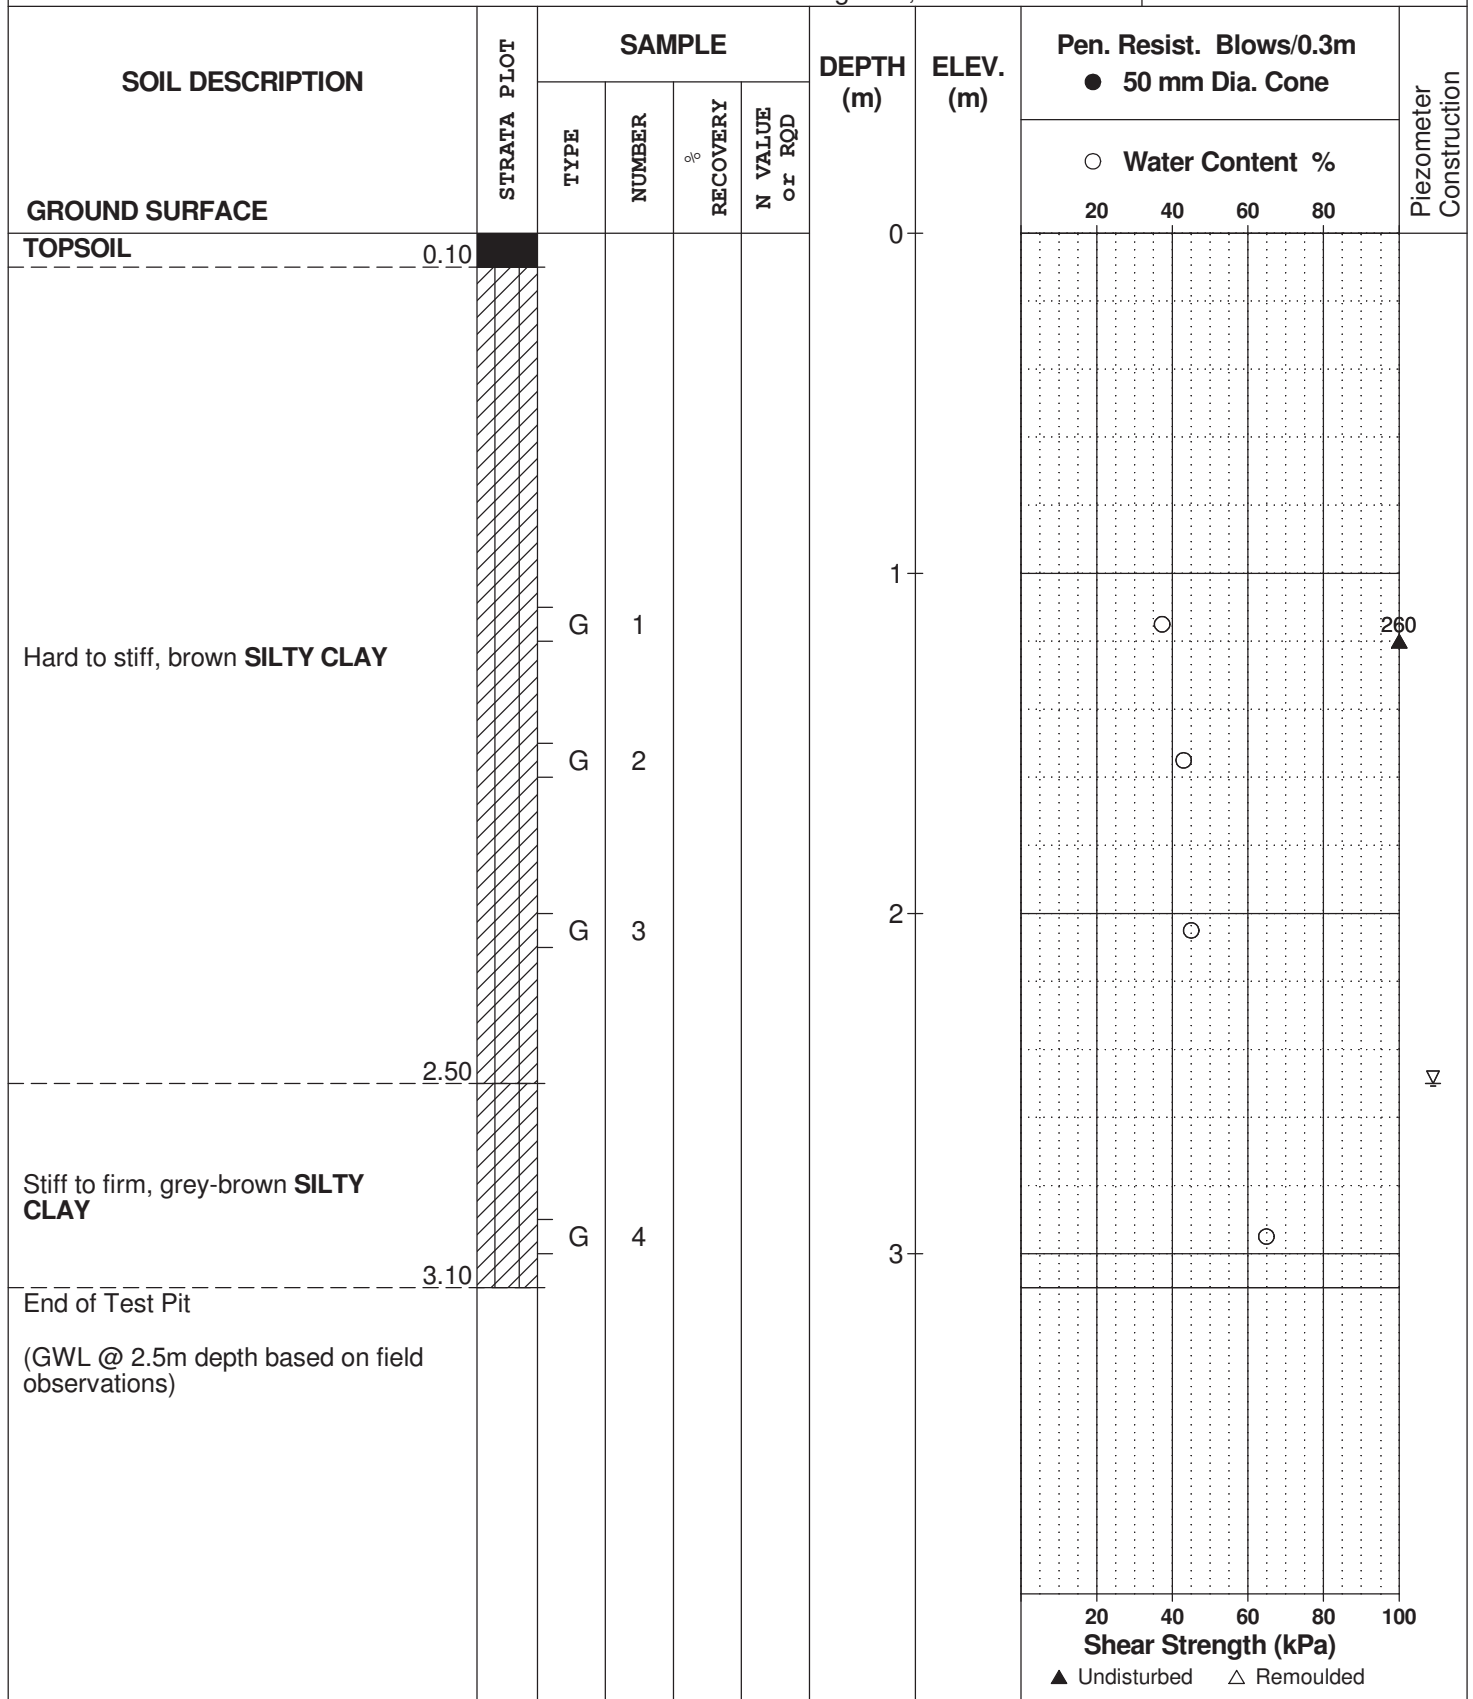 SOIL DESCRIPTION
GROUND SURFACE
STRATA PLOT
SAMPLE
TYPE
NUMBER
%
RECOVERY
N VALUE
or RQD
DEPTH
(m)
ELEV.
(m)
Pen. Resist. Blows/0.3m
● 50 mm Dia. Cone
○ Water Content %
20 40 60 80
Piezometer
Construction
TOPSOIL 0.10
0
1
G 1
260
Hard to stiff, brown SILTY CLAY
G 2
2
G 3
2.50
Stiff to firm, grey-brown SILTY
CLAY
G 4
3
3.10
End of Test Pit
(GWL @ 2.5m depth based on field
observations)
20 40 60 80 100
Shear Strength (kPa)
▲ Undisturbed △ Remoulded